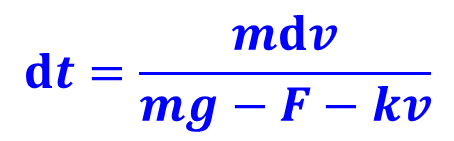 dt = mdv / (mg − F − kv)